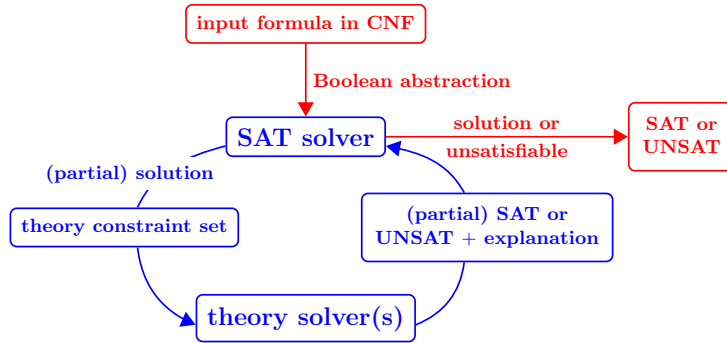 input formula in CNF
Boolean abstraction
SAT solver
solution or
unsatisfiable
SAT or
UNSAT
(partial) solution
theory constraint set
(partial) SAT or
UNSAT + explanation
theory solver(s)